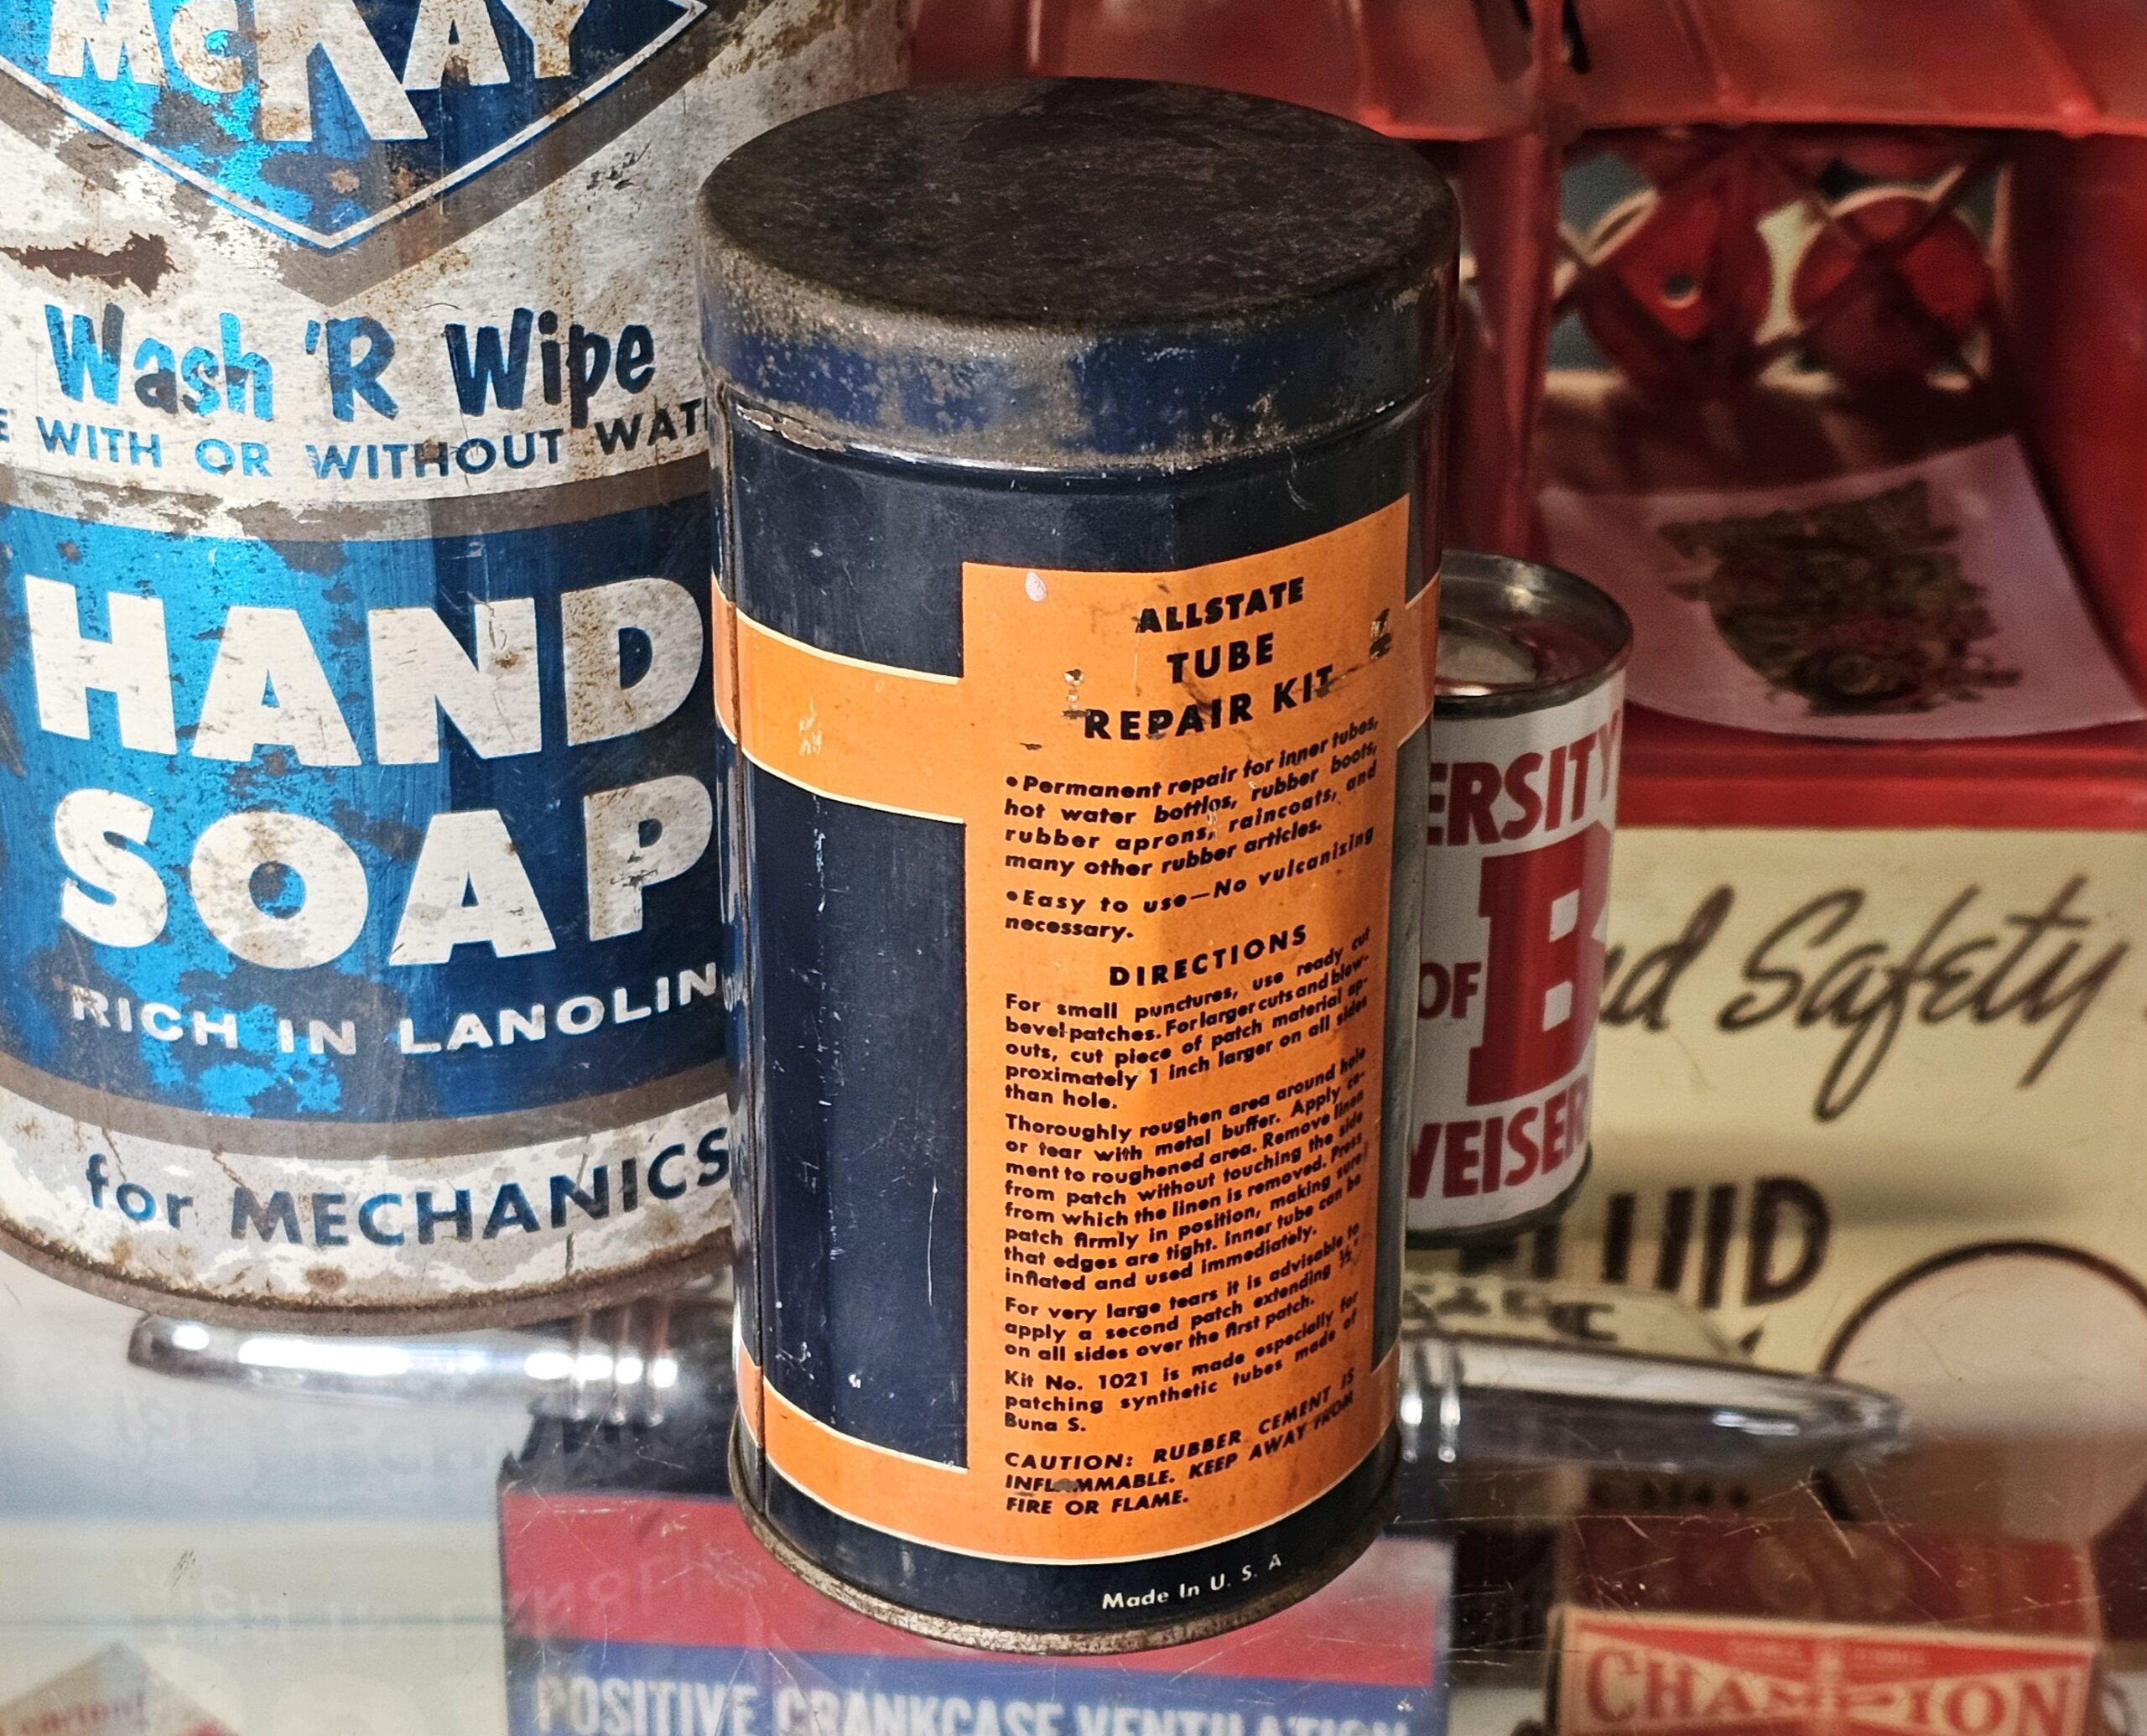 McKAY
Wash 'R Wipe
WITH OR WITHOUT WAT
HAND
SOAP
RICH IN LANOLIN
for MECHANICS
ALLSTATE
TUBE
REPAIR KIT
•Permanent repair for inner tubes,
hot water bottles, rubber boots,
rubber aprons, raincoats, and
many other rubber articles.
•Easy to use—No vulcanizing
necessary.
DIRECTIONS
For small punctures, use ready cut
bevel patches. For larger cuts and blow-
outs, cut piece of patch material ap-
proximately 1 inch larger on all sides
than hole.
Thoroughly roughen area around hole
or tear with metal buffer. Apply ce-
ment to roughened area. Remove linen
from patch without touching the side
from which the linen is removed. Press
patch firmly in position, making sure
that edges are tight. Inner tube can be
inflated and used immediately.
For very large tears it is advisable to
apply a second patch extending ½"
on all sides over the first patch.
Kit No. 1021 is made especially for
patching synthetic tubes made of
Buna S.
CAUTION: RUBBER CEMENT IS
INFLAMMABLE. KEEP AWAY FROM
FIRE OR FLAME.
Made In U. S. A
ERSITY
OF B
WEISER
nd Safety
FLUID
POSITIVE CRANKCASE VENTILATION
CHAMPION